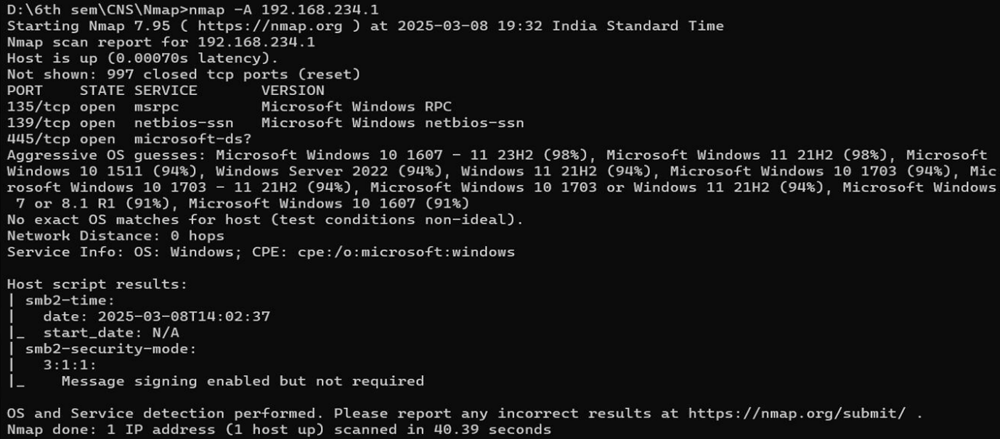 D:\6th sem\CNS\Nmap>nmap -A 192.168.234.1
Starting Nmap 7.95 ( https://nmap.org ) at 2025-03-08 19:32 India Standard Time
Nmap scan report for 192.168.234.1
Host is up (0.00070s latency).
Not shown: 997 closed tcp ports (reset)
PORT    STATE SERVICE       VERSION
135/tcp open  msrpc         Microsoft Windows RPC
139/tcp open  netbios-ssn   Microsoft Windows netbios-ssn
445/tcp open  microsoft-ds?
Aggressive OS guesses: Microsoft Windows 10 1607 - 11 23H2 (98%), Microsoft Windows 11 21H2 (98%), Microsoft
Windows 10 1511 (94%), Windows Server 2022 (94%), Windows 11 21H2 (94%), Microsoft Windows 10 1703 (94%), Mic
rosoft Windows 10 1703 - 11 21H2 (94%), Microsoft Windows 10 1703 or Windows 11 21H2 (94%), Microsoft Windows
 7 or 8.1 R1 (91%), Microsoft Windows 10 1607 (91%)
No exact OS matches for host (test conditions non-ideal).
Network Distance: 0 hops
Service Info: OS: Windows; CPE: cpe:/o:microsoft:windows

Host script results:
| smb2-time:
|   date: 2025-03-08T14:02:37
|_  start_date: N/A
| smb2-security-mode:
|   3:1:1:
|_    Message signing enabled but not required

OS and Service detection performed. Please report any incorrect results at https://nmap.org/submit/ .
Nmap done: 1 IP address (1 host up) scanned in 40.39 seconds